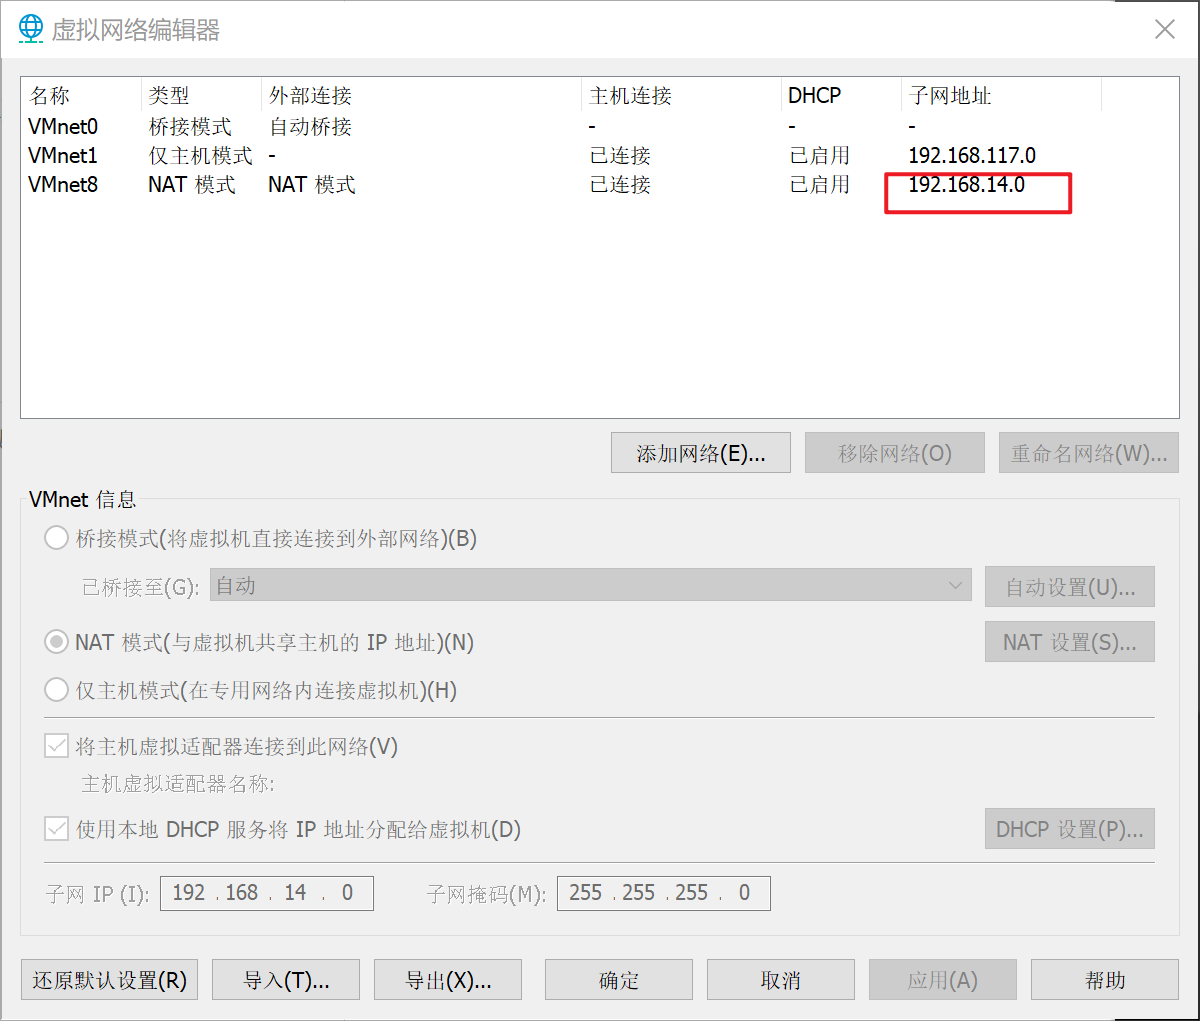 虚拟网络编辑器
名称 类型 外部连接 主机连接 DHCP 子网地址
VMnet0 桥接模式 自动桥接 - - -
VMnet1 仅主机模式 - 已连接 已启用 192.168.117.0
VMnet8 NAT 模式 NAT 模式 已连接 已启用 192.168.14.0
添加网络(E)... 移除网络(O) 重命名网络(W)...
VMnet 信息
桥接模式(将虚拟机直接连接到外部网络)(B)
已桥接至(G): 自动 自动设置(U)...
NAT 模式(与虚拟机共享主机的 IP 地址)(N) NAT 设置(S)...
仅主机模式(在专用网络内连接虚拟机)(H)
将主机虚拟适配器连接到此网络(V)
主机虚拟适配器名称:
使用本地 DHCP 服务将 IP 地址分配给虚拟机(D) DHCP 设置(P)...
子网 IP (I): 192 . 168 . 14 . 0 子网掩码(M): 255 . 255 . 255 . 0
还原默认设置(R) 导入(T)... 导出(X)... 确定 取消 应用(A) 帮助